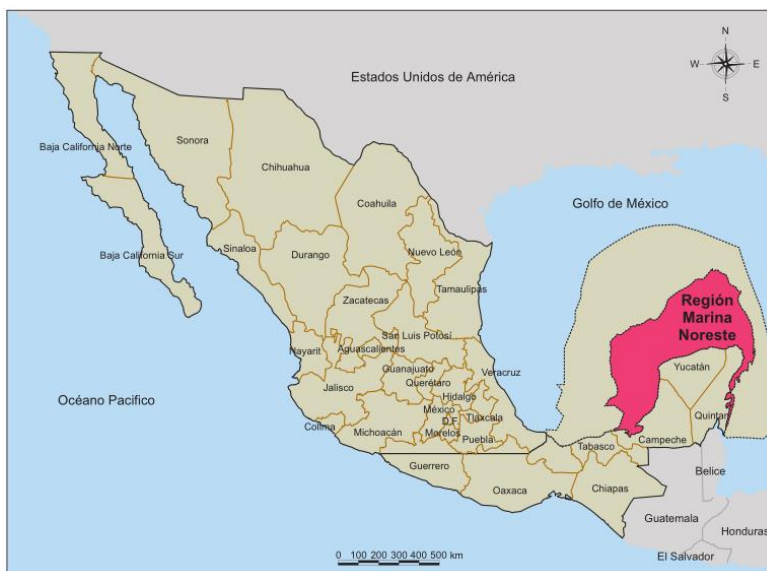 N
W
E
S
Estados Unidos de América
Sonora
Baja California Norte
Chihuahua
Coahuila
Golfo de México
Baja California Sur
Sinaloa
Durango
Nuevo León
Tamaulipas
Zacatecas
Región
Marina
Noreste
San Luis Potosí
Nayarit
Aguascalientes
Guanajuato
Veracruz
Yucatán
Jalisco
Querétaro
Hidalgo
Océano Pacifico
México
D.F.
Tlaxcala
Quintan
Colima
Michoacán
Marelos
Puebla
Tabasco
Campeche
Guerrero
Oaxaca
Chiapas
Belice
Guatemala
Honduras
El Salvador
0 100 200 300 400 500 km